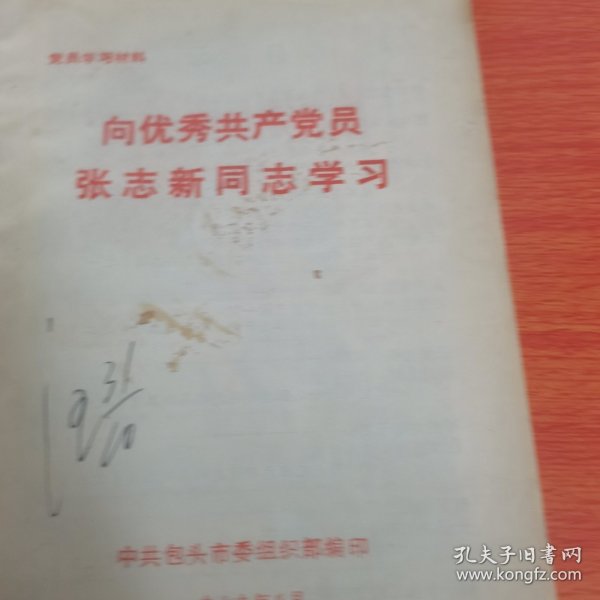 党员学习材料
向优秀共产党员
张志新同志学习
31
10
中共包头市委组织部编印
孔夫子旧书网
www.kongfz.com